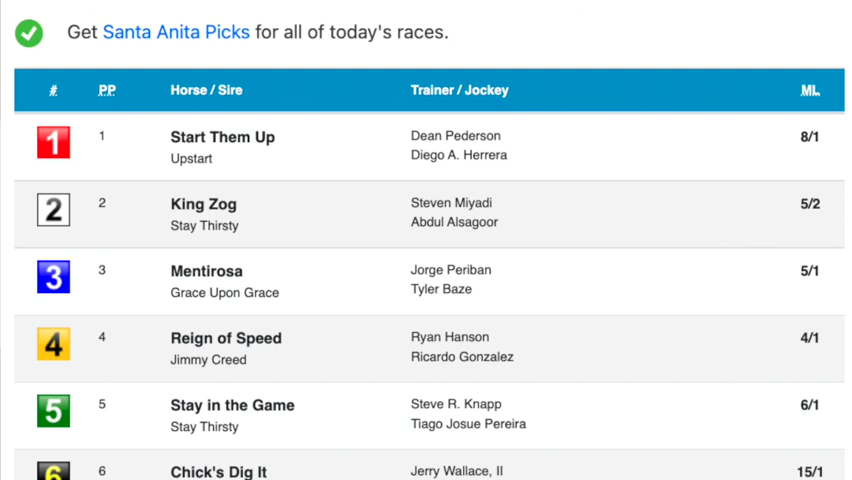 Get Santa Anita Picks for all of today's races.
# PP Horse / Sire Trainer / Jockey ML
1 1 Start Them Up Dean Pederson 8/1
Upstart Diego A. Herrera
2 2 King Zog Steven Miyadi 5/2
Stay Thirsty Abdul Alsagoor
3 3 Mentirosa Jorge Periban 5/1
Grace Upon Grace Tyler Baze
4 4 Reign of Speed Ryan Hanson 4/1
Jimmy Creed Ricardo Gonzalez
5 5 Stay in the Game Steve R. Knapp 6/1
Stay Thirsty Tiago Josue Pereira
6 6 Chick's Dig It Jerry Wallace, II 15/1